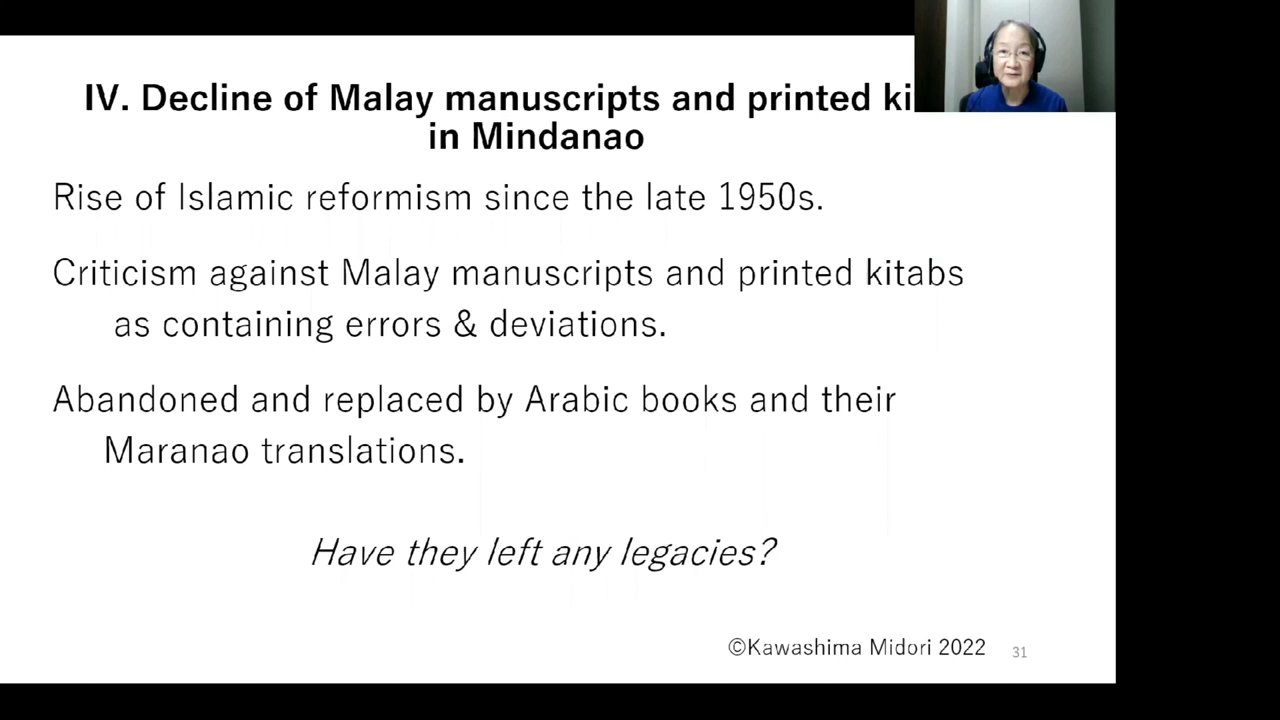 IV. Decline of Malay manuscripts and printed
in Mindanao
Rise of Islamic reformism since the late 1950s.
Criticism against Malay manuscripts and printed kitabs
as containing errors & deviations.
Abandoned and replaced by Arabic books and their
Maranao translations.
Have they left any legacies?
©Kawashima Midori 2022 31